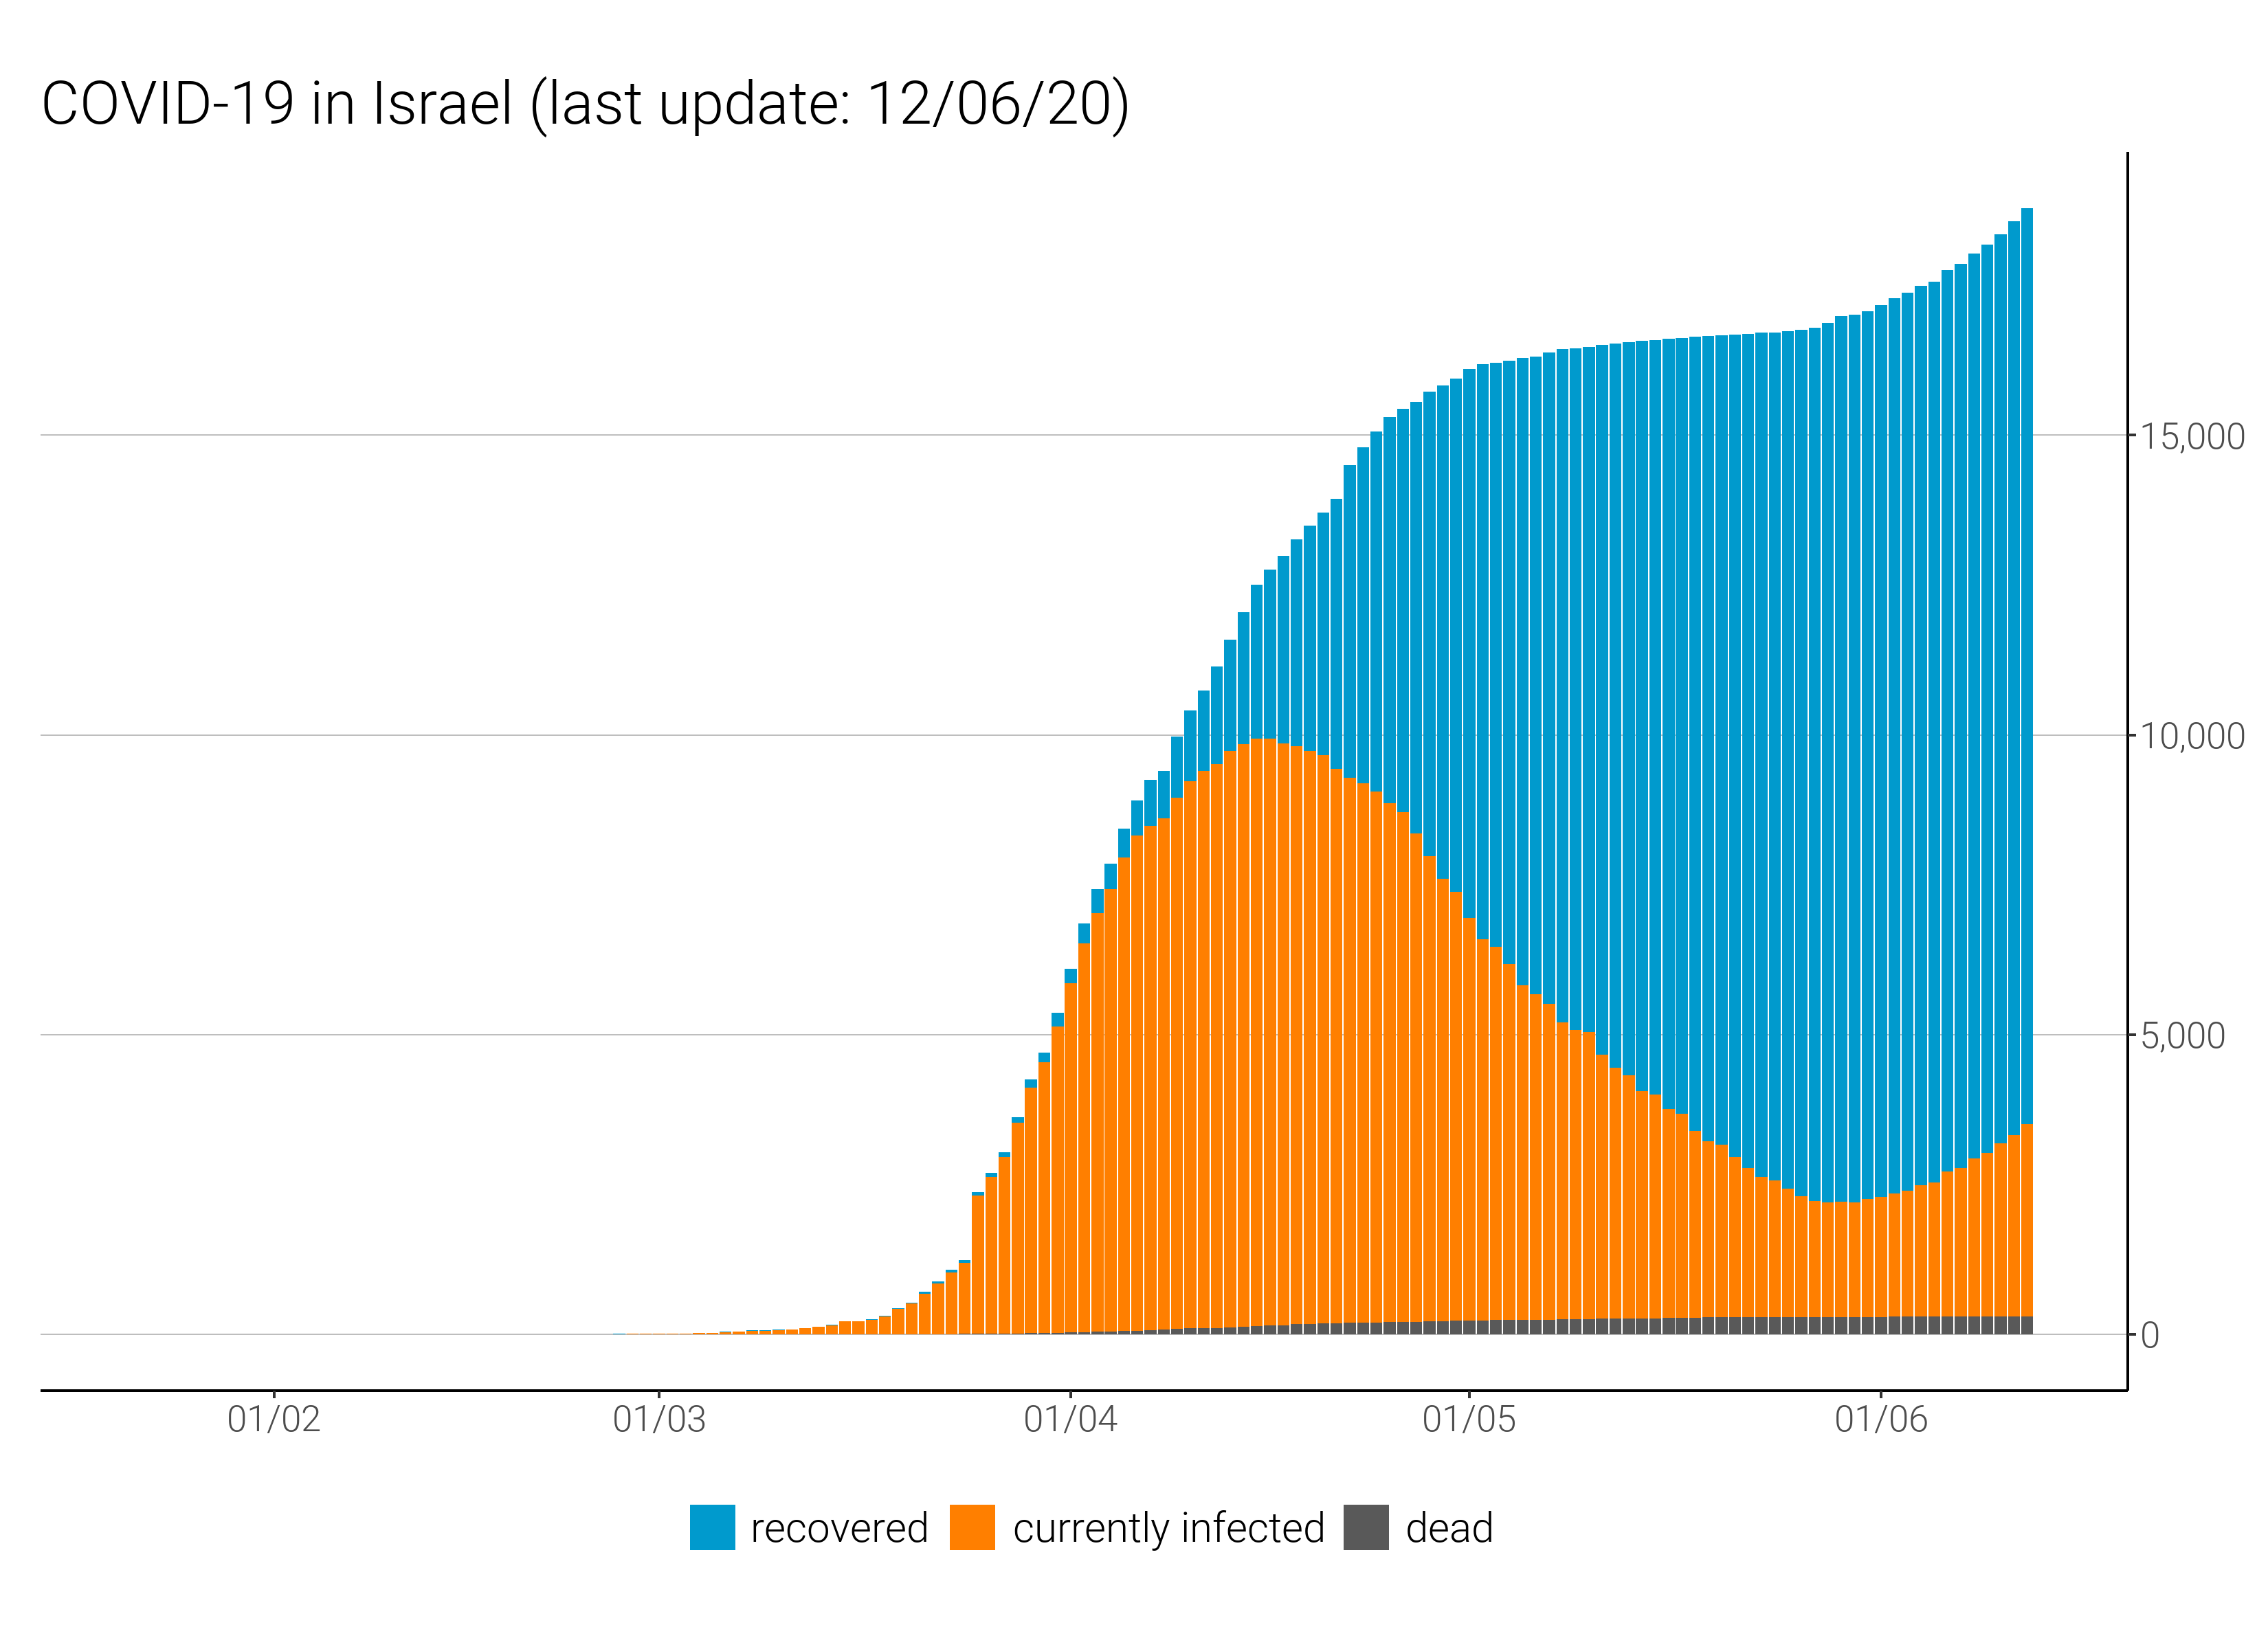 COVID-19 in Israel (last update: 12/06/20)
15,000
10,000
5,000
0
01/02 01/03 01/04 01/05 01/06
recovered currently infected dead